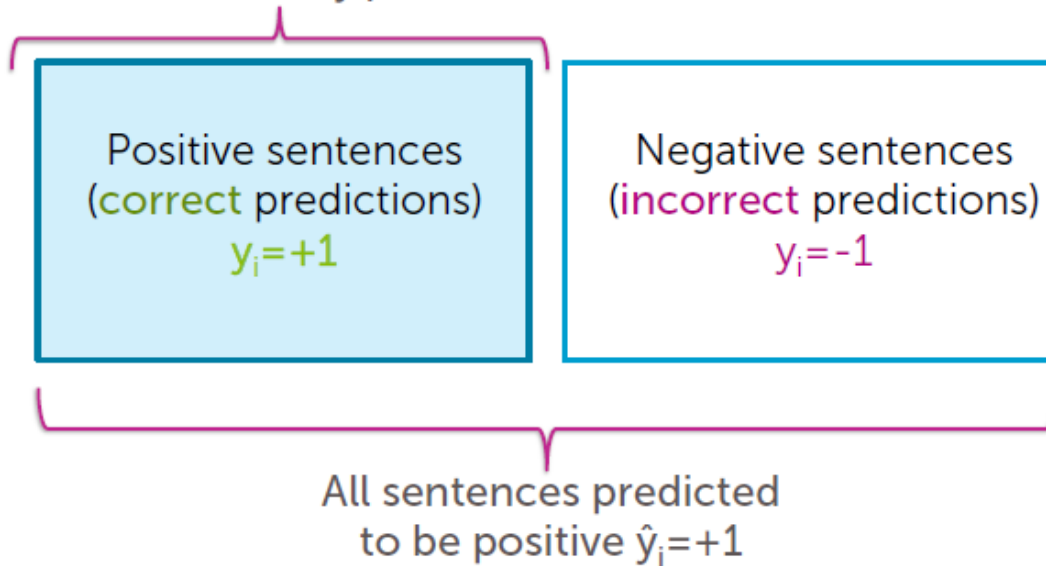 Positive sentences
(correct predictions)
yᵢ=+1
Negative sentences
(incorrect predictions)
yᵢ=-1
All sentences predicted
to be positive ŷᵢ=+1